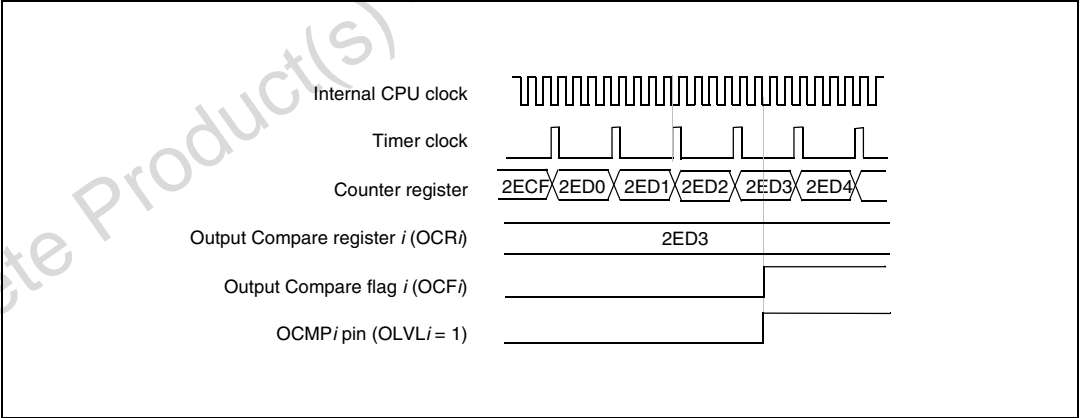 Product(s)
ete
Internal CPU clock
Timer clock
Counter register
2ECF 2ED0 2ED1 2ED2 2ED3 2ED4
Output Compare register i (OCRi)
2ED3
Output Compare flag i (OCFi)
OCMPi pin (OLVLi = 1)